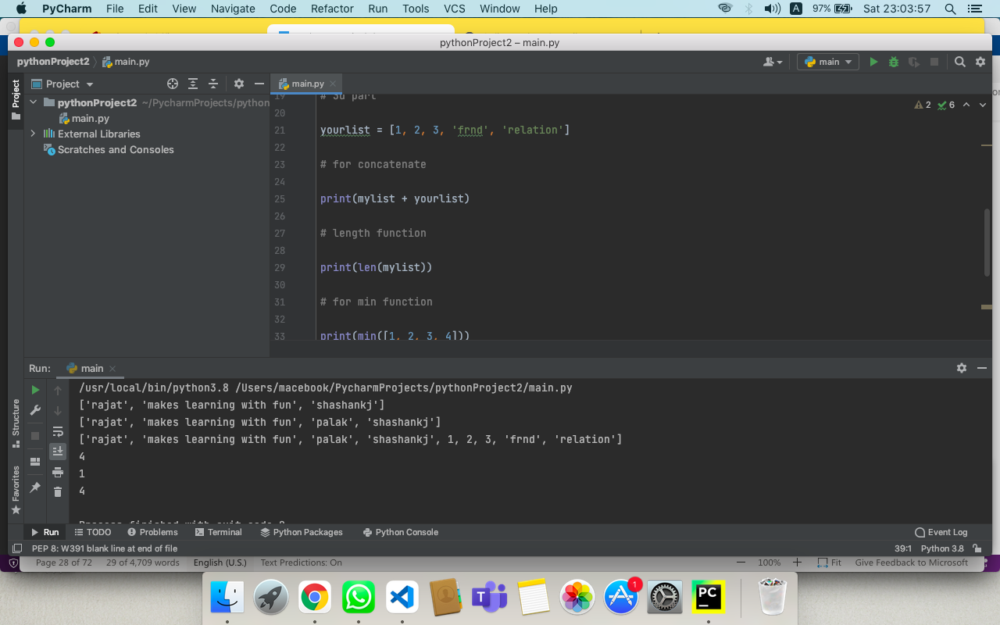 PyCharm File Edit View Navigate Code Refactor Run Tools VCS Window Help A 97% Sat 23:03:57
pythonProject2 – main.py
pythonProject2 main.py main
Project Project main.py
pythonProject2 ~/PycharmProjects/python
main.py
External Libraries
Scratches and Consoles
2 6
19 # 3d part
20
21 yourlist = [1, 2, 3, 'frnd', 'relation']
22
23 # for concatenate
24
25 print(mylist + yourlist)
26
27 # length function
28
29 print(len(mylist))
30
31 # for min function
32
33 print(min([1, 2, 3, 4]))
Run: main
/usr/local/bin/python3.8 /Users/macebook/PycharmProjects/pythonProject2/main.py
['rajat', 'makes learning with fun', 'shashankj']
['rajat', 'makes learning with fun', 'palak', 'shashankj']
['rajat', 'makes learning with fun', 'palak', 'shashankj', 1, 2, 3, 'frnd', 'relation']
4
1
4
Process finished with exit code 0
Structure
Favorites
Run TODO Problems Terminal Python Packages Python Console Event Log
PEP 8: W391 blank line at end of file 39:1 Python 3.8
Page 28 of 72 29 of 4,709 words English (U.S.) Text Predictions: On 100% Fit Give Feedback to Microsoft
T 1 PC